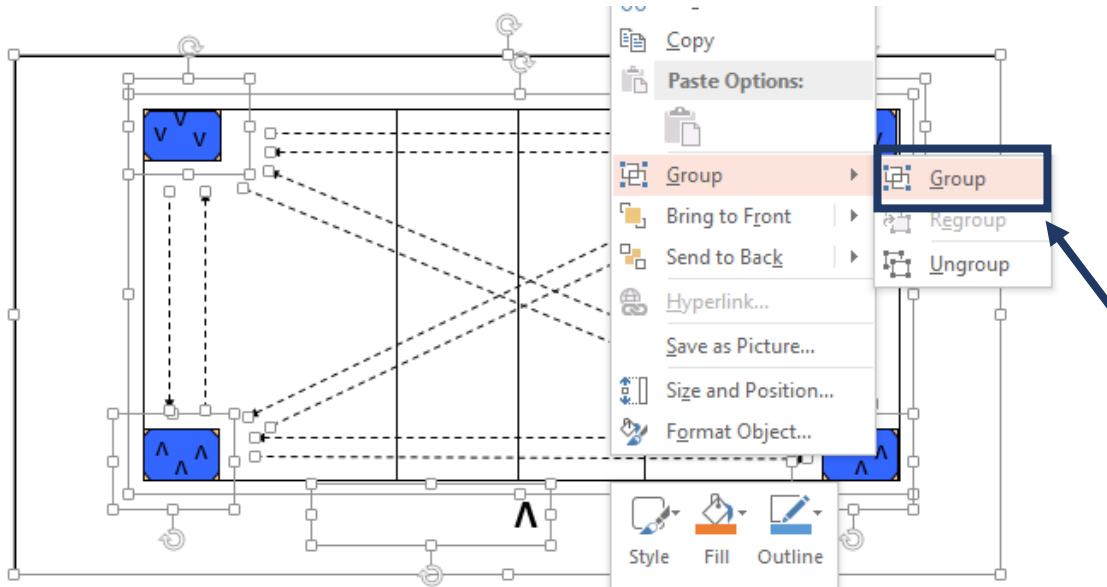 Copy
Paste Options:
Group
Bring to Front
Send to Back
Hyperlink...
Save as Picture...
Size and Position...
Format Object...
Group
Regroup
Ungroup
V
V
V
V
Λ
Λ
Λ
Λ
Λ
Λ
Style
Fill
Outline